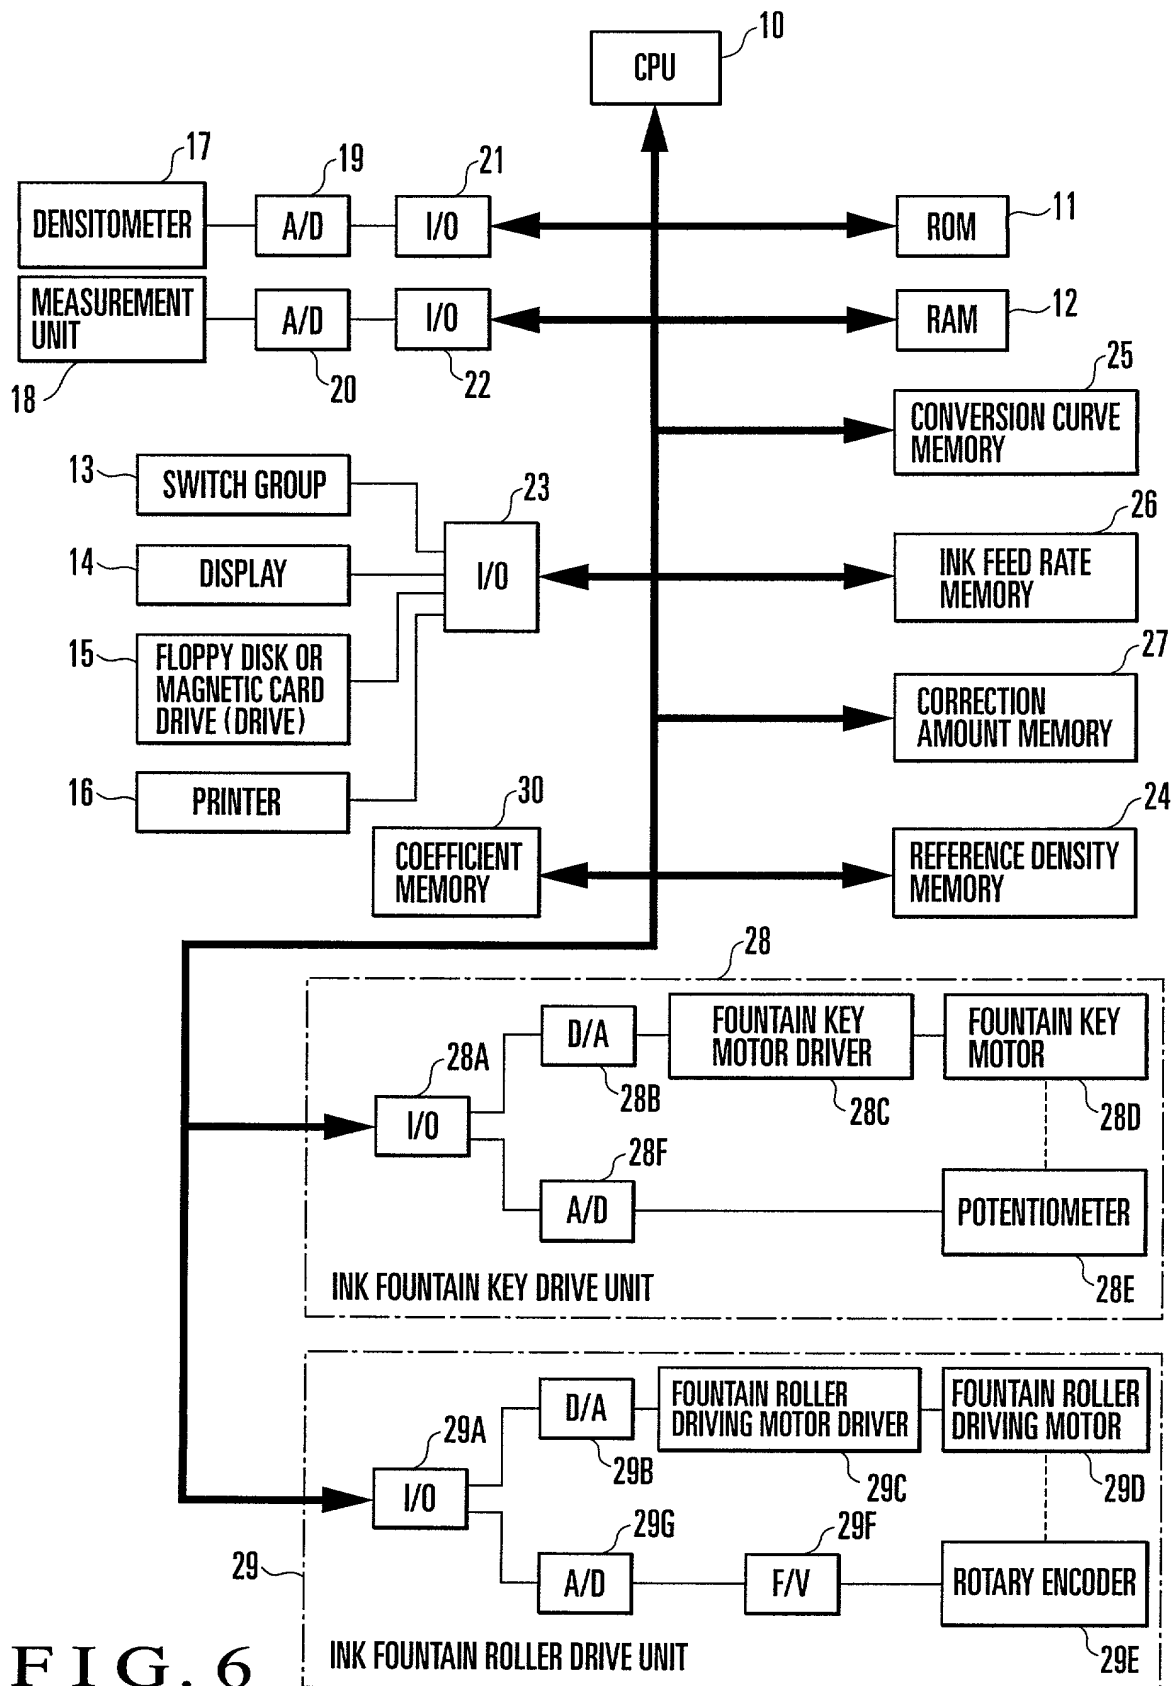 10
CPU
17
19
21
DENSITOMETER
A/D
I/O
ROM
11
MEASUREMENT
UNIT
A/D
I/O
RAM
12
18
20
22
25
CONVERSION CURVE
MEMORY
13
SWITCH GROUP
23
26
14
DISPLAY
I/O
INK FEED RATE
MEMORY
15
FLOPPY DISK OR
MAGNETIC CARD
DRIVE (DRIVE)
27
CORRECTION
AMOUNT MEMORY
16
PRINTER
30
24
COEFFICIENT
MEMORY
REFERENCE DENSITY
MEMORY
28
D/A
FOUNTAIN KEY
MOTOR DRIVER
FOUNTAIN KEY
MOTOR
28A
28B
28C
28D
I/O
28F
A/D
POTENTIOMETER
28E
INK FOUNTAIN KEY DRIVE UNIT
D/A
FOUNTAIN ROLLER
DRIVING MOTOR DRIVER
FOUNTAIN ROLLER
DRIVING MOTOR
29A
29B
29C
29D
I/O
29G
29F
29
A/D
F/V
ROTARY ENCODER
29E
INK FOUNTAIN ROLLER DRIVE UNIT
FIG. 6